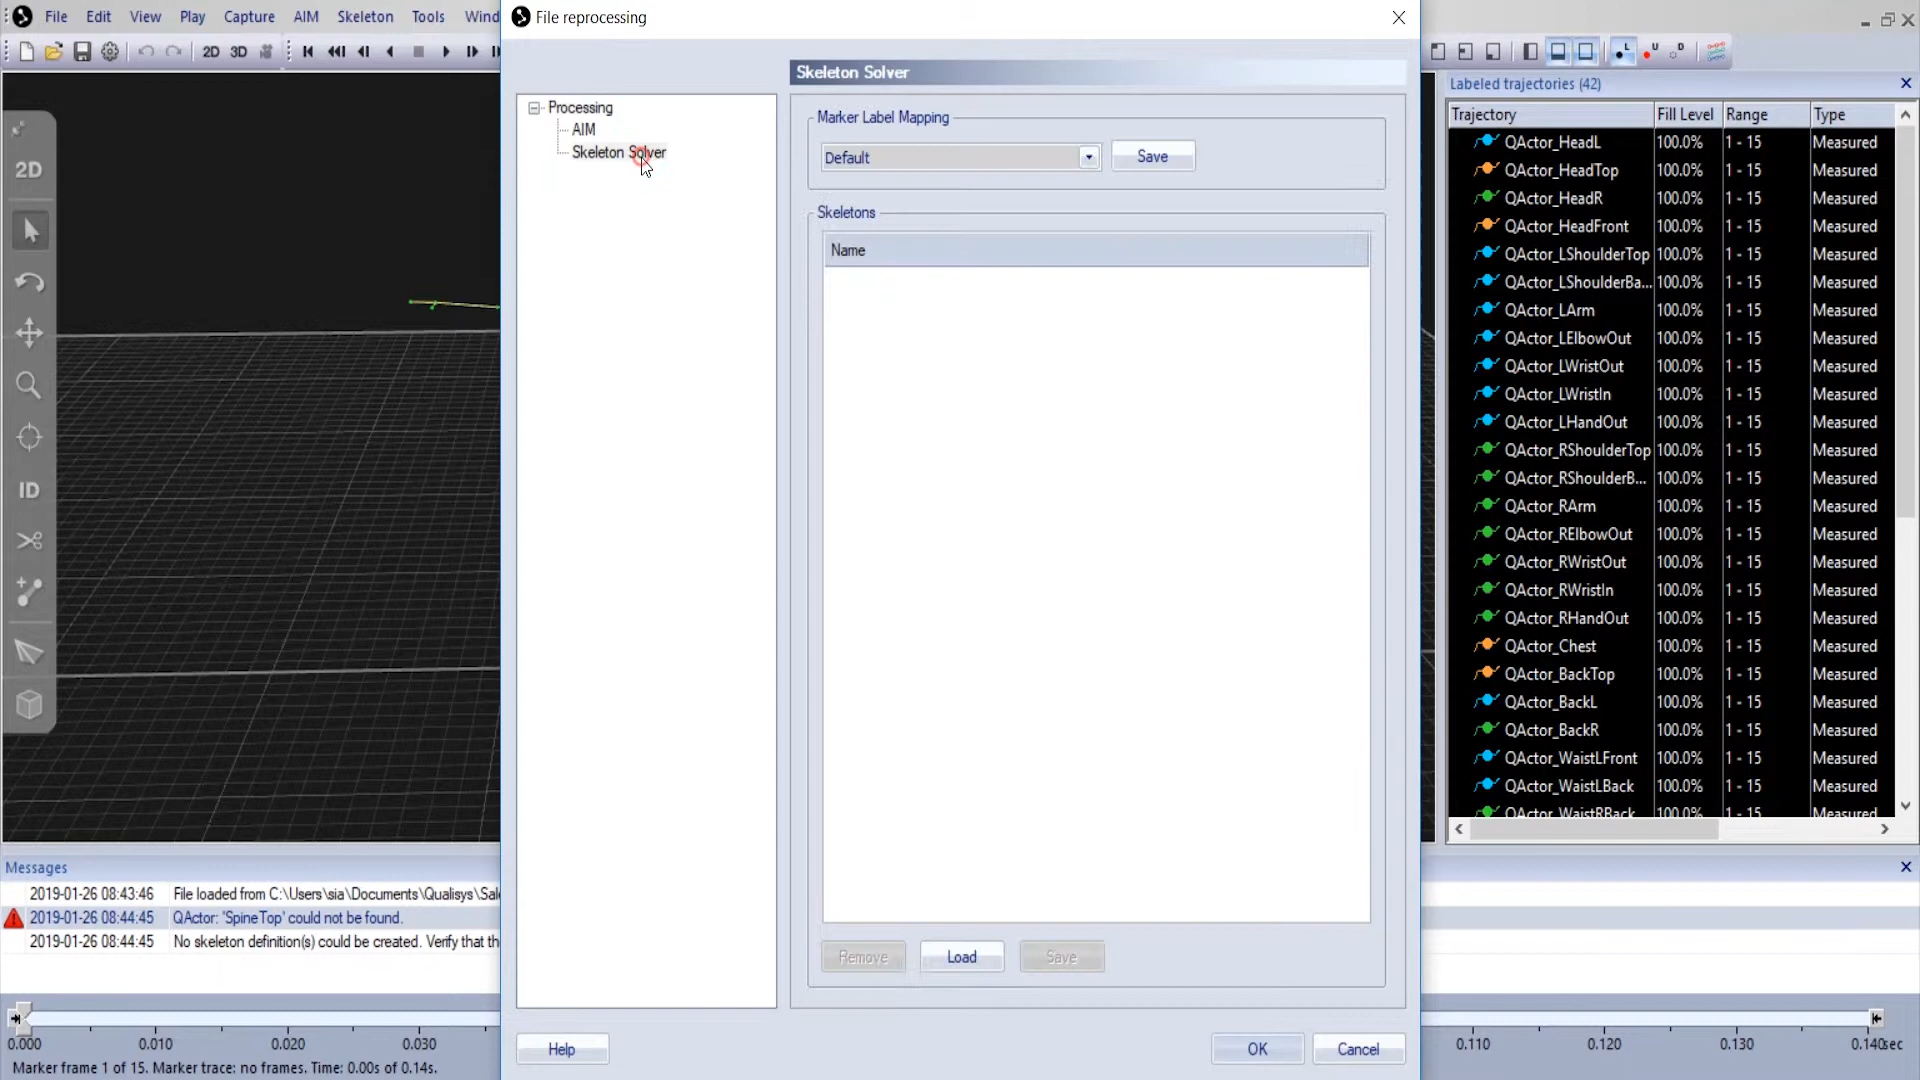 File Edit View Play Capture AIM Skeleton Tools Wind
File reprocessing
2D 3D
L U D
Skeleton Solver
Processing
AIM
Skeleton Solver
Marker Label Mapping
Default
Save
Skeletons
Name
Remove Load Save
Help
OK Cancel
2D
ID
Labeled trajectories (42)
Trajectory Fill Level Range Type
QActor_HeadL 100.0% 1 - 15 Measured
QActor_HeadTop 100.0% 1 - 15 Measured
QActor_HeadR 100.0% 1 - 15 Measured
QActor_HeadFront 100.0% 1 - 15 Measured
QActor_LShoulderTop 100.0% 1 - 15 Measured
QActor_LShoulderBa... 100.0% 1 - 15 Measured
QActor_LArm 100.0% 1 - 15 Measured
QActor_LElbowOut 100.0% 1 - 15 Measured
QActor_LWristOut 100.0% 1 - 15 Measured
QActor_LWristIn 100.0% 1 - 15 Measured
QActor_LHandOut 100.0% 1 - 15 Measured
QActor_RShoulderTop 100.0% 1 - 15 Measured
QActor_RShoulderB... 100.0% 1 - 15 Measured
QActor_RArm 100.0% 1 - 15 Measured
QActor_RElbowOut 100.0% 1 - 15 Measured
QActor_RWristOut 100.0% 1 - 15 Measured
QActor_RWristIn 100.0% 1 - 15 Measured
QActor_RHandOut 100.0% 1 - 15 Measured
QActor_Chest 100.0% 1 - 15 Measured
QActor_BackTop 100.0% 1 - 15 Measured
QActor_BackL 100.0% 1 - 15 Measured
QActor_BackR 100.0% 1 - 15 Measured
QActor_WaistLFront 100.0% 1 - 15 Measured
QActor_WaistLBack 100.0% 1 - 15 Measured
QActor_WaistRBack 100.0% 1 - 15 Measured
Messages
2019-01-26 08:43:46 File loaded from C:\Users\sia\Documents\Qualisys\Sal
2019-01-26 08:44:45 QActor: 'SpineTop' could not be found.
2019-01-26 08:44:45 No skeleton definition(s) could be created. Verify that th
0.000 0.010 0.020 0.030 0.110 0.120 0.130 0.140sec
Marker frame 1 of 15. Marker trace: no frames. Time: 0.00s of 0.14s.